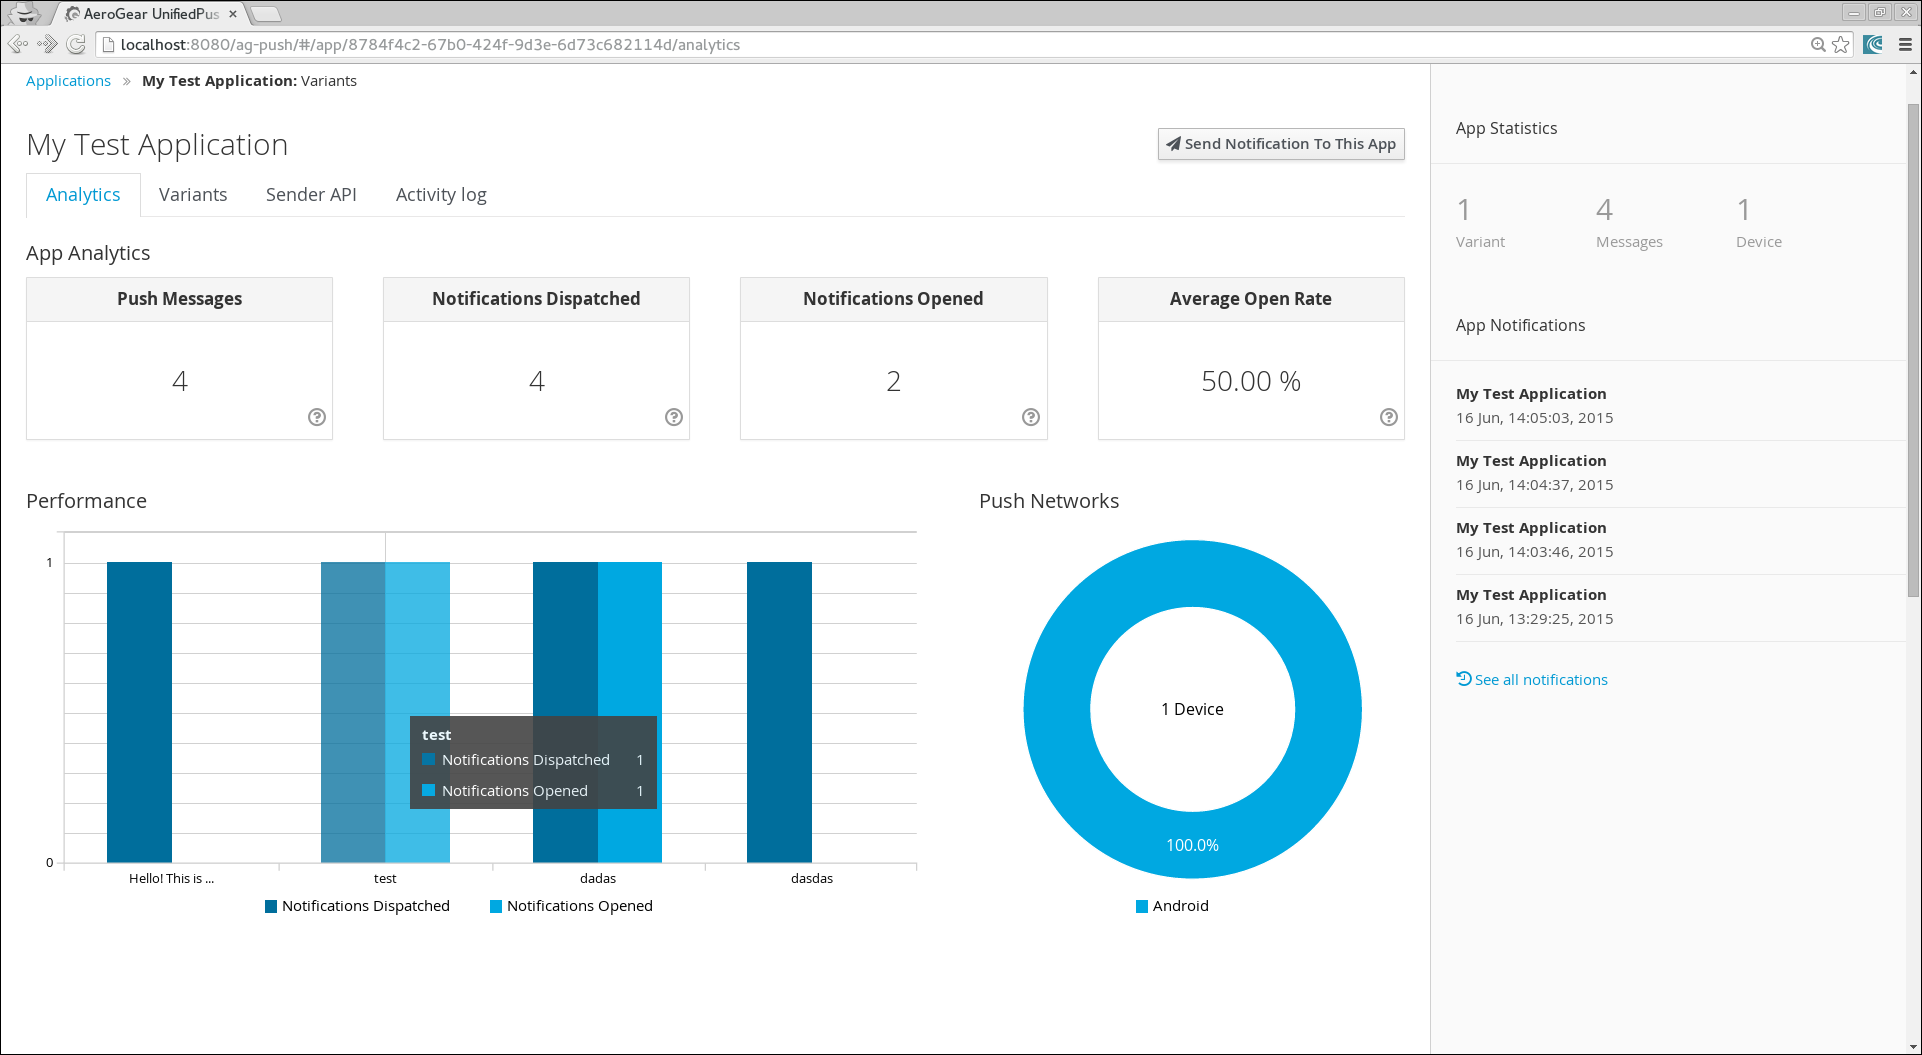 AeroGear UnifiedPus
localhost:8080/ag-push/#/app/8784f4c2-67b0-424f-9d3e-6d73c682114d/analytics
Applications » My Test Application: Variants
My Test Application
Send Notification To This App
Analytics Variants Sender API Activity log
App Analytics
Push Messages
4
Notifications Dispatched
4
Notifications Opened
2
Average Open Rate
50.00 %
Performance
1
0
test
Notifications Dispatched 1
Notifications Opened 1
Hello! This is ... test dadas dasdas
Notifications Dispatched Notifications Opened
Push Networks
1 Device
100.0%
Android
App Statistics
1 4 1
Variant Messages Device
App Notifications
My Test Application
16 Jun, 14:05:03, 2015
My Test Application
16 Jun, 14:04:37, 2015
My Test Application
16 Jun, 14:03:46, 2015
My Test Application
16 Jun, 13:29:25, 2015
See all notifications